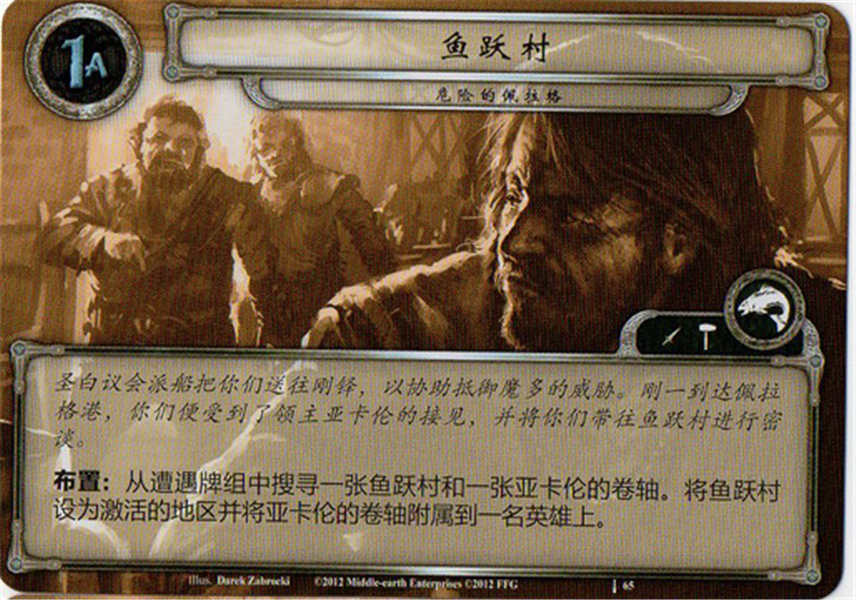 1A
鱼跃村
危险的佩拉格
圣白议会派船把你们送往刚铎，以协助抵御魔多的威胁。刚一到达佩拉
格港，你们便受到了领主亚卡伦的接见，并将你们带往鱼跃村进行密
谈。
布置：从遭遇牌组中搜寻一张鱼跃村和一张亚卡伦的卷轴。将鱼跃村
设为激活的地区并将亚卡伦的卷轴附属到一名英雄上。
Illus. Darek Zabrocki ©2012 Middle-earth Enterprises ©2012 FFG 65